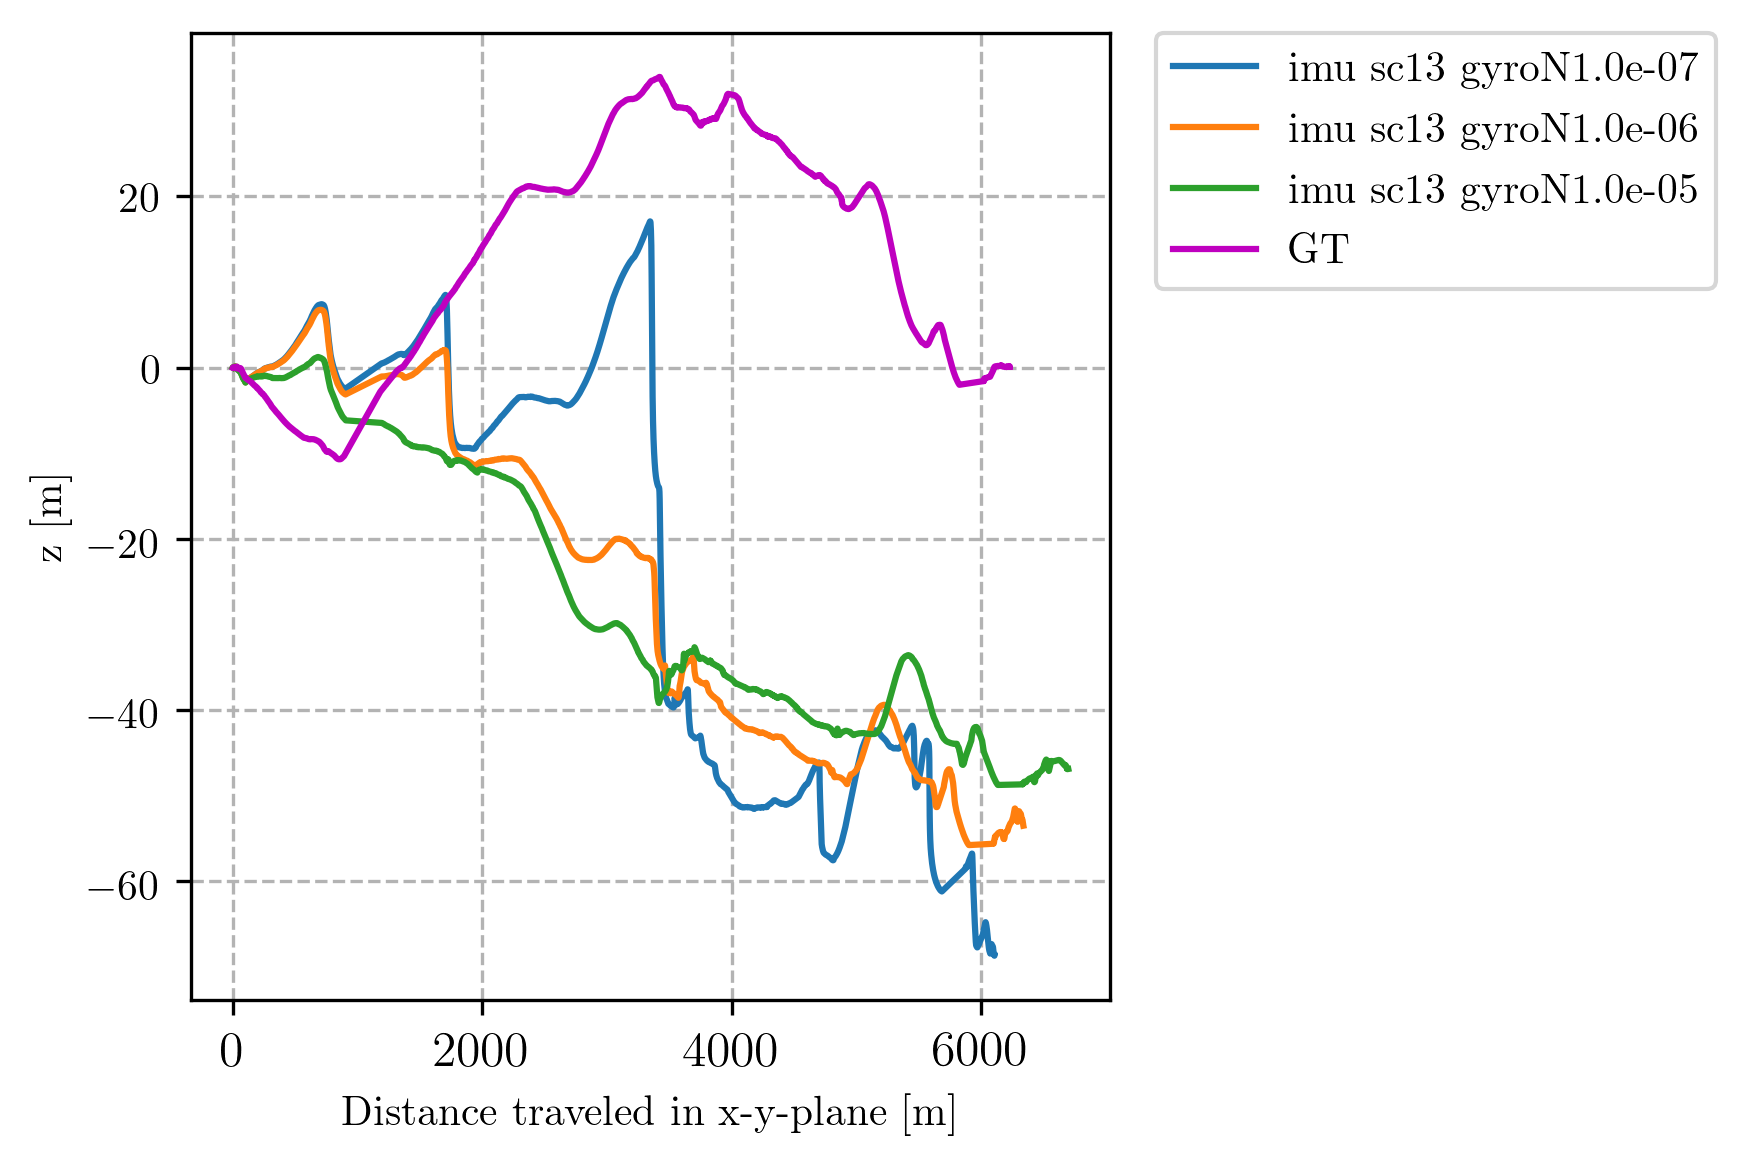 imu sc13 gyroN1.0e-07
imu sc13 gyroN1.0e-06
imu sc13 gyroN1.0e-05
GT
20
0
−20
−40
−60
z [m]
0 2000 4000 6000
Distance traveled in x-y-plane [m]